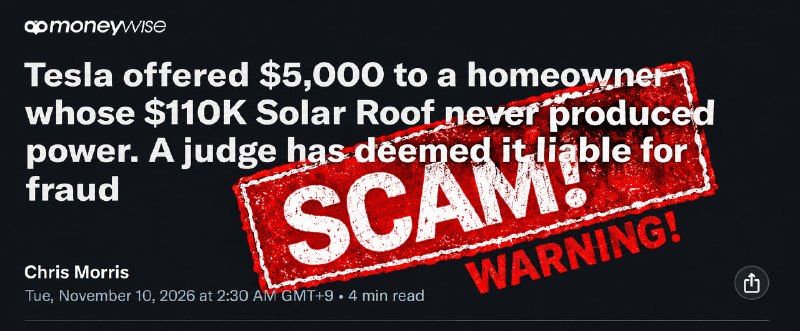 moneywise
Tesla offered $5,000 to a homeowner
whose $110K Solar Roof never produced
power. A judge has deemed it liable for
fraud
SCAM!
WARNING!
Chris Morris
Tue, November 10, 2026 at 2:30 AM GMT+9 • 4 min read